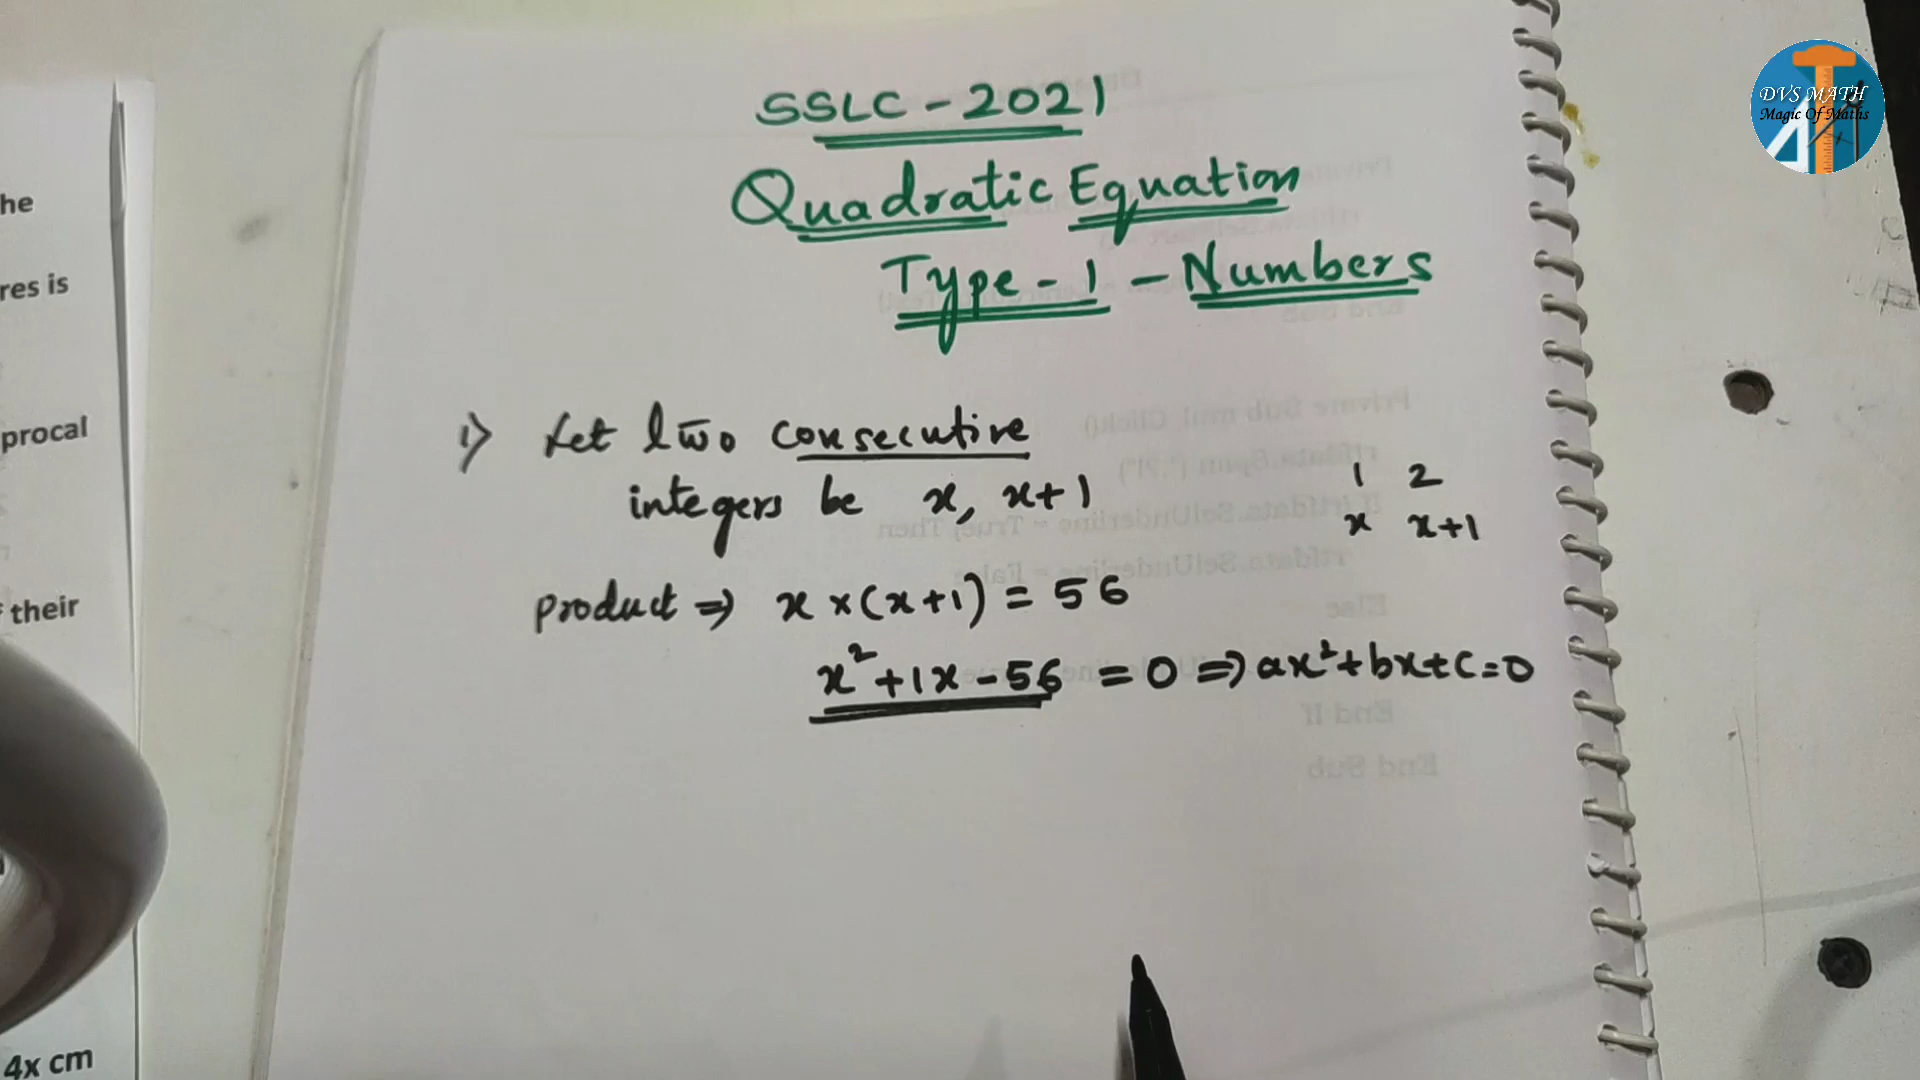 SSLC - 2021
Quadratic Equation
Type - 1 - Numbers
1) Let two consecutive
integers be x, x+1
1 2
x x+1
product ⇒ x × (x+1) = 56
x² + 1x - 56 = 0 ⇒ ax² + bx + c = 0
he
res is
procal
their
4x cm
DVS MATH
Magic Of Maths